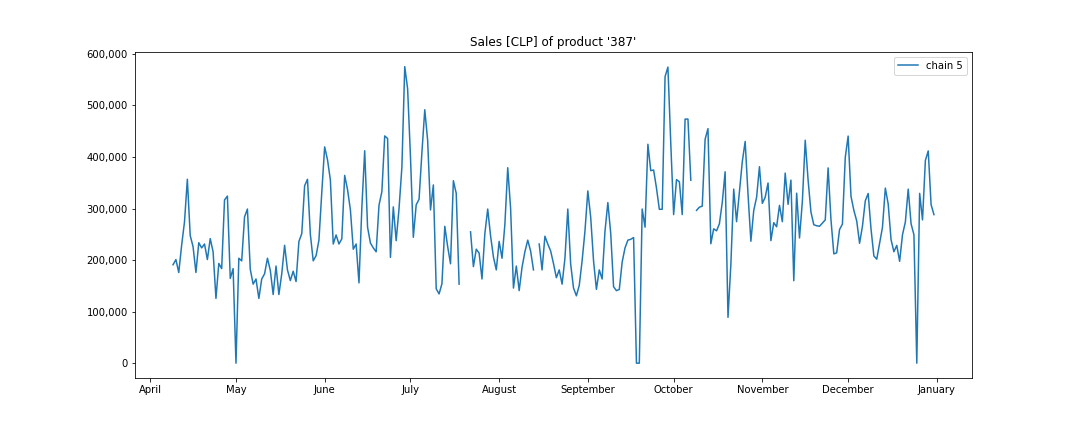 Sales [CLP] of product '387'
chain 5
600,000
500,000
400,000
300,000
200,000
100,000
0
April May June July August September October November December January